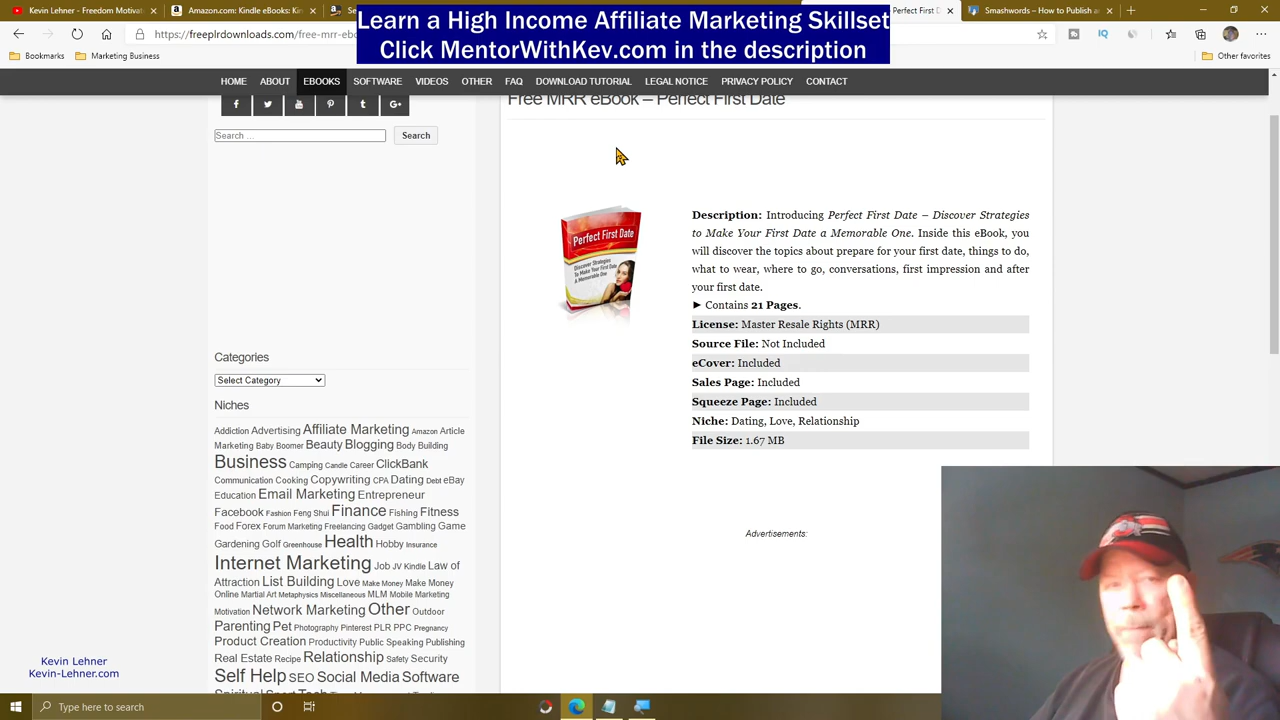 Kevin Lehner – Freedom Motivat
Amazon.com: Kindle eBooks: Kin
Perfect First D
Smashwords – How to Publish an
Learn a High Income Affiliate Marketing Skillset
Click MentorWithKev.com in the description
https://freeplrdownloads.com/free-mrr-eb
Bookmarks
Marketing Business
Other favorites
HOME ABOUT EBOOKS SOFTWARE VIDEOS OTHER FAQ DOWNLOAD TUTORIAL LEGAL NOTICE PRIVACY POLICY CONTACT
Free MRR eBook – Perfect First Date
Search …
Search
Perfect First Date
Discover Strategies
To Make Your First Date
A Memorable One
Description: Introducing Perfect First Date – Discover Strategies
to Make Your First Date a Memorable One. Inside this eBook, you
will discover the topics about prepare for your first date, things to do,
what to wear, where to go, conversations, first impression and after
your first date.
► Contains 21 Pages.
License: Master Resale Rights (MRR)
Source File: Not Included
eCover: Included
Sales Page: Included
Squeeze Page: Included
Niche: Dating, Love, Relationship
File Size: 1.67 MB
Advertisements:
Categories
Select Category
Niches
Addiction Advertising Affiliate Marketing Amazon Article
Marketing Baby Boomer Beauty Blogging Body Building
Business Camping Candle Career ClickBank
Communication Cooking Copywriting CPA Dating Debt eBay
Education Email Marketing Entrepreneur
Facebook Fashion Feng Shui Finance Fishing Fitness
Food Forex Forum Marketing Freelancing Gadget Gambling Game
Gardening Golf Greenhouse Health Hobby Insurance
Internet Marketing Job JV Kindle Law of
Attraction List Building Love Make Money Make Money
Online Martial Art Metaphysics Miscellaneous MLM Mobile Marketing
Motivation Network Marketing Other Outdoor
Parenting Pet Photography Pinterest PLR PPC Pregnancy
Product Creation Productivity Public Speaking Publishing
Real Estate Recipe Relationship Safety Security
Self Help SEO Social Media Software
Kevin Lehner
Kevin-Lehner.com
Type here to search